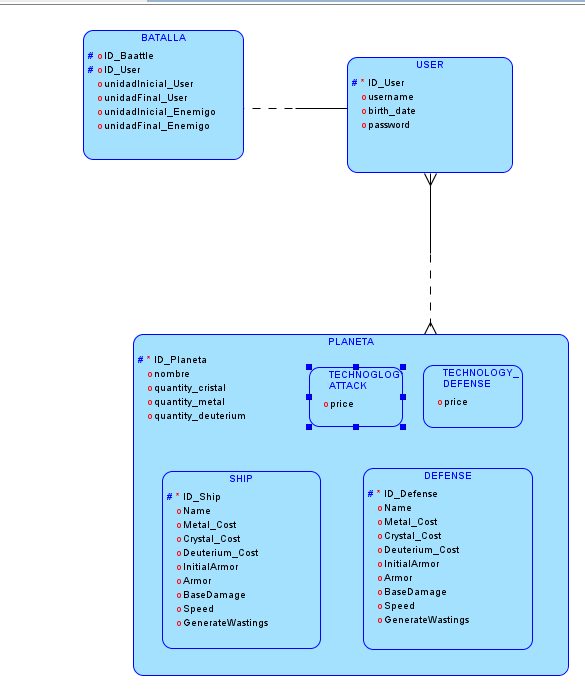 BATALLA
# o ID_Baattle
# o ID_User
o unidadInicial_User
o unidadFinal_User
o unidadInicial_Enemigo
o unidadFinal_Enemigo
USER
# * ID_User
o username
o birth_date
o password
PLANETA
# * ID_Planeta
o nombre
o quantity_cristal
o quantity_metal
o quantity_deuterium
TECHNOGLOG
ATTACK
o price
TECHNOLOGY_
DEFENSE
o price
SHIP
# * ID_Ship
o Name
o Metal_Cost
o Crystal_Cost
o Deuterium_Cost
o InitialArmor
o Armor
o BaseDamage
o Speed
o GenerateWastings
DEFENSE
# * ID_Defense
o Name
o Metal_Cost
o Crystal_Cost
o Deuterium_Cost
o InitialArmor
o Armor
o BaseDamage
o Speed
o GenerateWastings